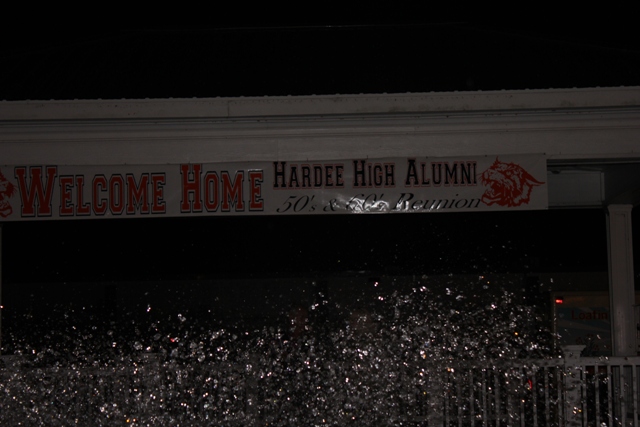 WELCOME HOME
HARDEE HIGH ALUMNI
50's & 60's Reunion